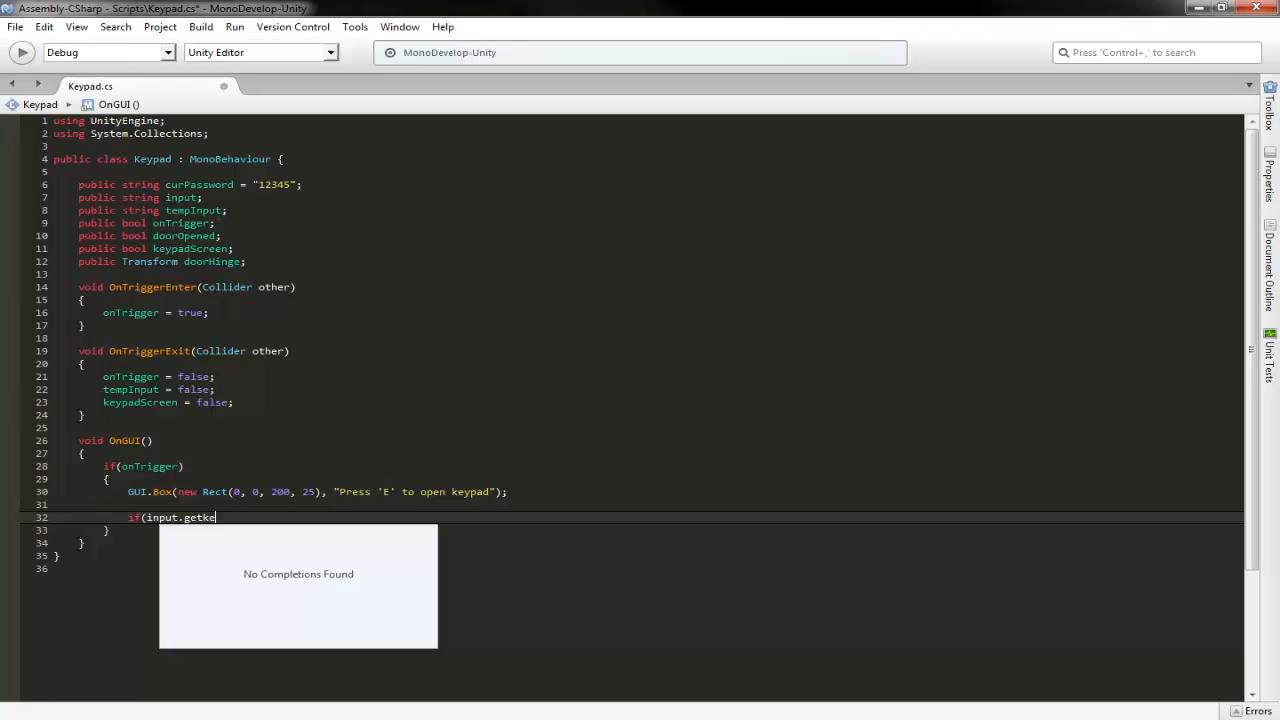 Assembly-CSharp - Scripts\Keypad.cs* - MonoDevelop-Unity
File Edit View Search Project Build Run Version Control Tools Window Help
Debug Unity Editor MonoDevelop-Unity Press 'Control+,' to search
Keypad.cs
Keypad OnGUI ()
1 using UnityEngine;
2 using System.Collections;
3
4 public class Keypad : MonoBehaviour {
5
6 public string curPassword = "12345";
7 public string input;
8 public string tempInput;
9 public bool onTrigger;
10 public bool doorOpened;
11 public bool keypadScreen;
12 public Transform doorHinge;
13
14 void OnTriggerEnter(Collider other)
15 {
16 onTrigger = true;
17 }
18
19 void OnTriggerExit(Collider other)
20 {
21 onTrigger = false;
22 tempInput = false;
23 keypadScreen = false;
24 }
25
26 void OnGUI()
27 {
28 if(onTrigger)
29 {
30 GUI.Box(new Rect(0, 0, 200, 25), "Press 'E' to open keypad");
31
32 if(input.getke
33 }
34 }
35 }
36
No Completions Found
Toolbox
Properties
Document Outline
Unit Tests
Errors